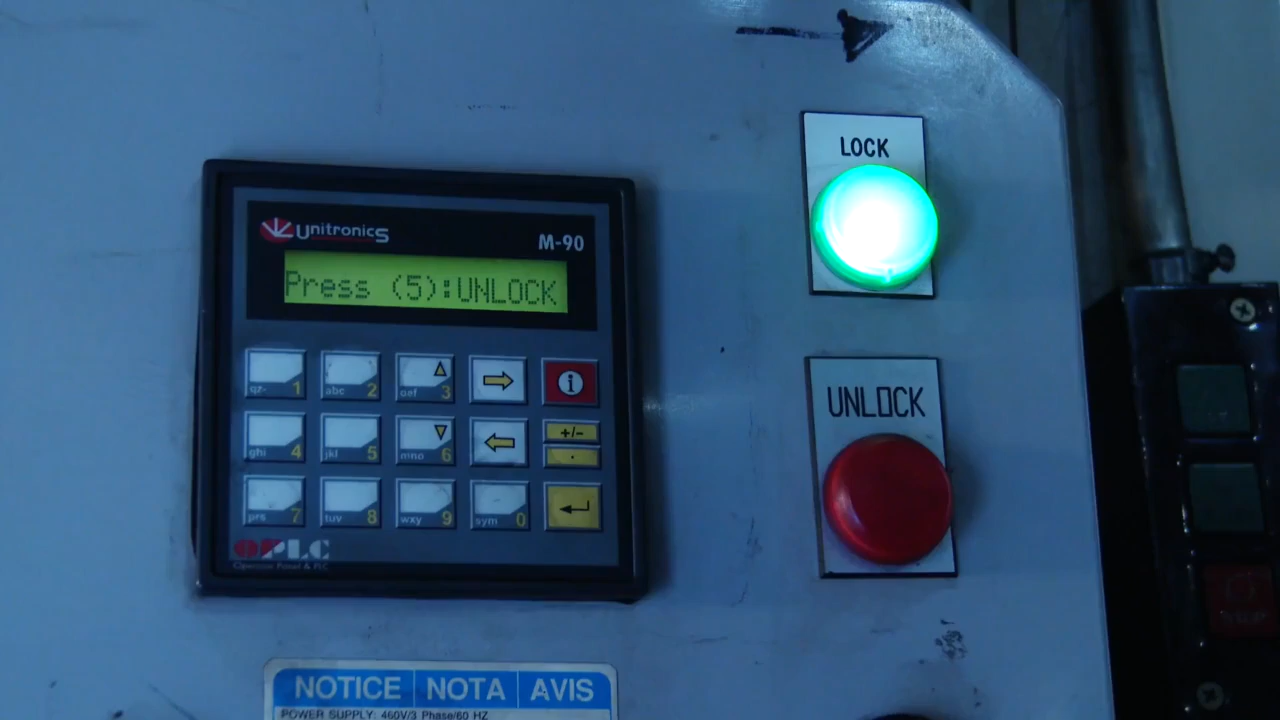 LOCK
Unitronics
M-90
Press (5):UNLOCK
qz- 1 abc 2 def 3 i
UNLOCK
ghi 4 jkl 5 mno 6 +/-
.
prs 7 tuv 8 wxy 9 sym 0
OPLC
Operator Panel & PLC
NOTICE NOTA AVIS
POWER SUPPLY: 460V/3 Phase/60 HZ